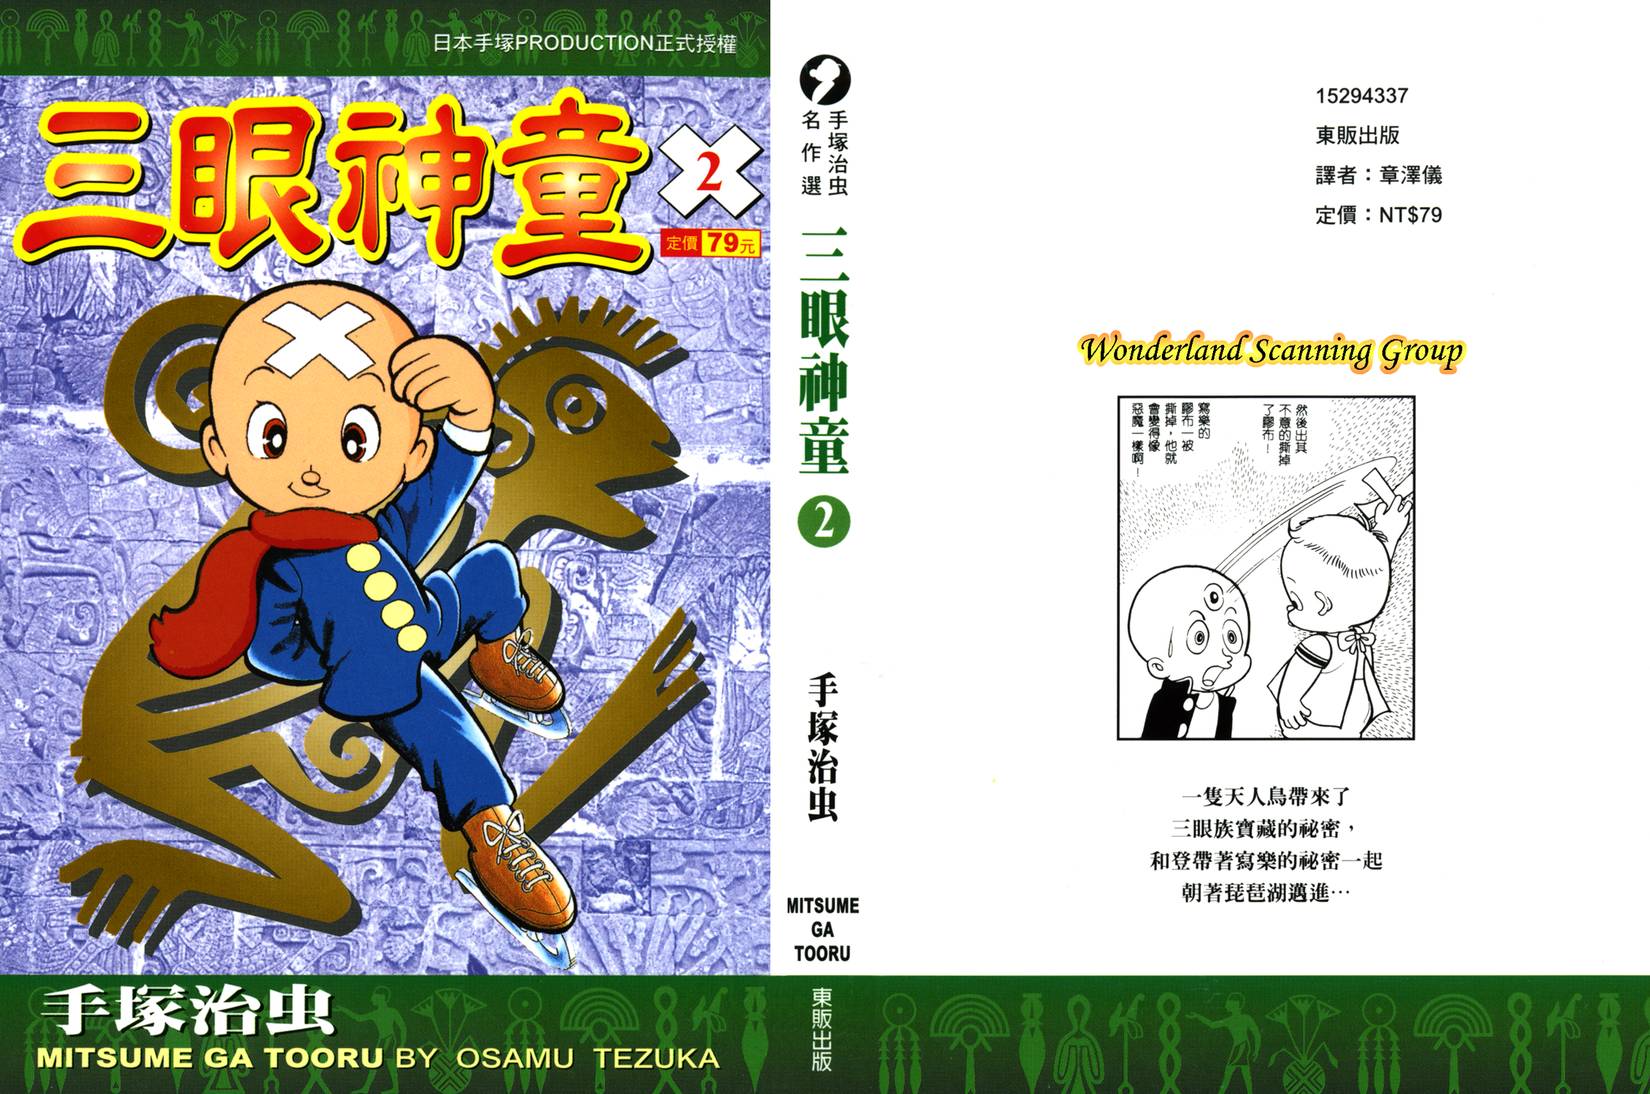 日本手塚PRODUCTION正式授權
三眼神童
2
定價 79元
手塚治虫
MITSUME GA TOORU BY OSAMU TEZUKA
手塚治虫
名作選
三眼神童
2
手塚治虫
MITSUME
GA
TOORU
東販出版
15294337
東販出版
譯者：章澤儀
定價：NT$79
Wonderland Scanning Group
然後出其
不意的撕掉
了膠布！
寫樂的
膠布一被
撕掉，他就
會變得像
惡魔一樣啊！
一隻天人鳥帶來了
三眼族寶藏的祕密，
和登帶著寫樂的祕密一起
朝著琵琶湖邁進…